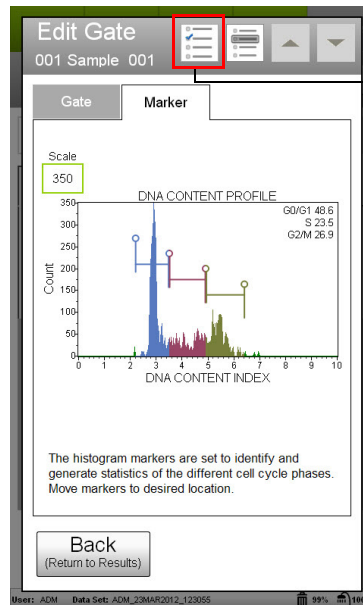 Edit Gate
001 Sample 001
Gate
Marker
Scale
350
DNA CONTENT PROFILE
G0/G1 48.6
S 23.5
G2/M 26.9
350
300
250
200
150
100
50
0
Count
0 1 2 3 4 5 6 7 8 9 10
DNA CONTENT INDEX
The histogram markers are set to identify and
generate statistics of the different cell cycle phases.
Move markers to desired location.
Back
(Return to Results)
User: ADM Data Set: ADM_23MAR2012_123055 99%